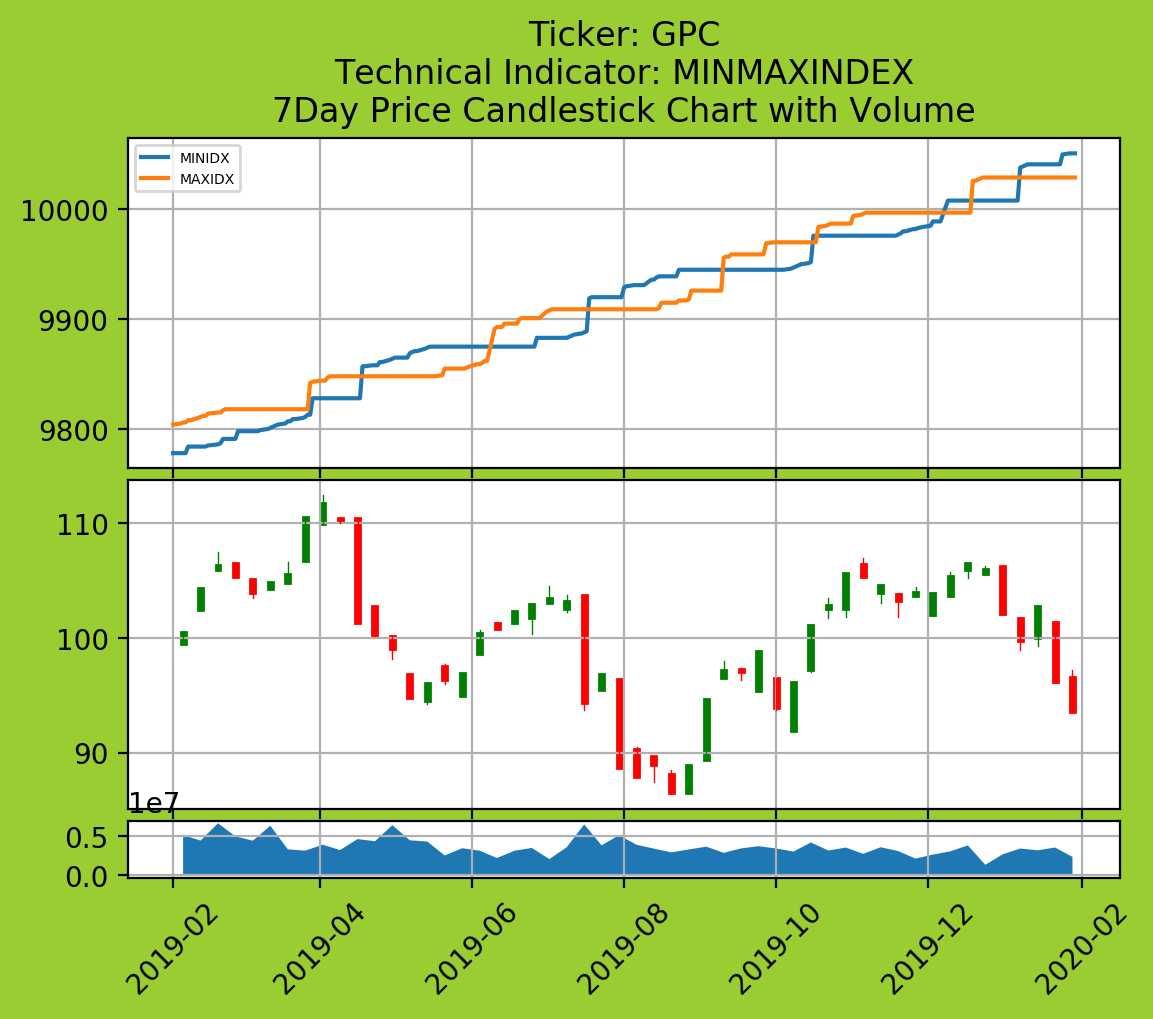 Ticker: GPC
Technical Indicator: MINMAXINDEX
7Day Price Candlestick Chart with Volume
MINIDX
MAXIDX
10000
9900
9800
110
100
90
1e7
0.5
0.0
2019-02
2019-04
2019-06
2019-08
2019-10
2019-12
2020-02